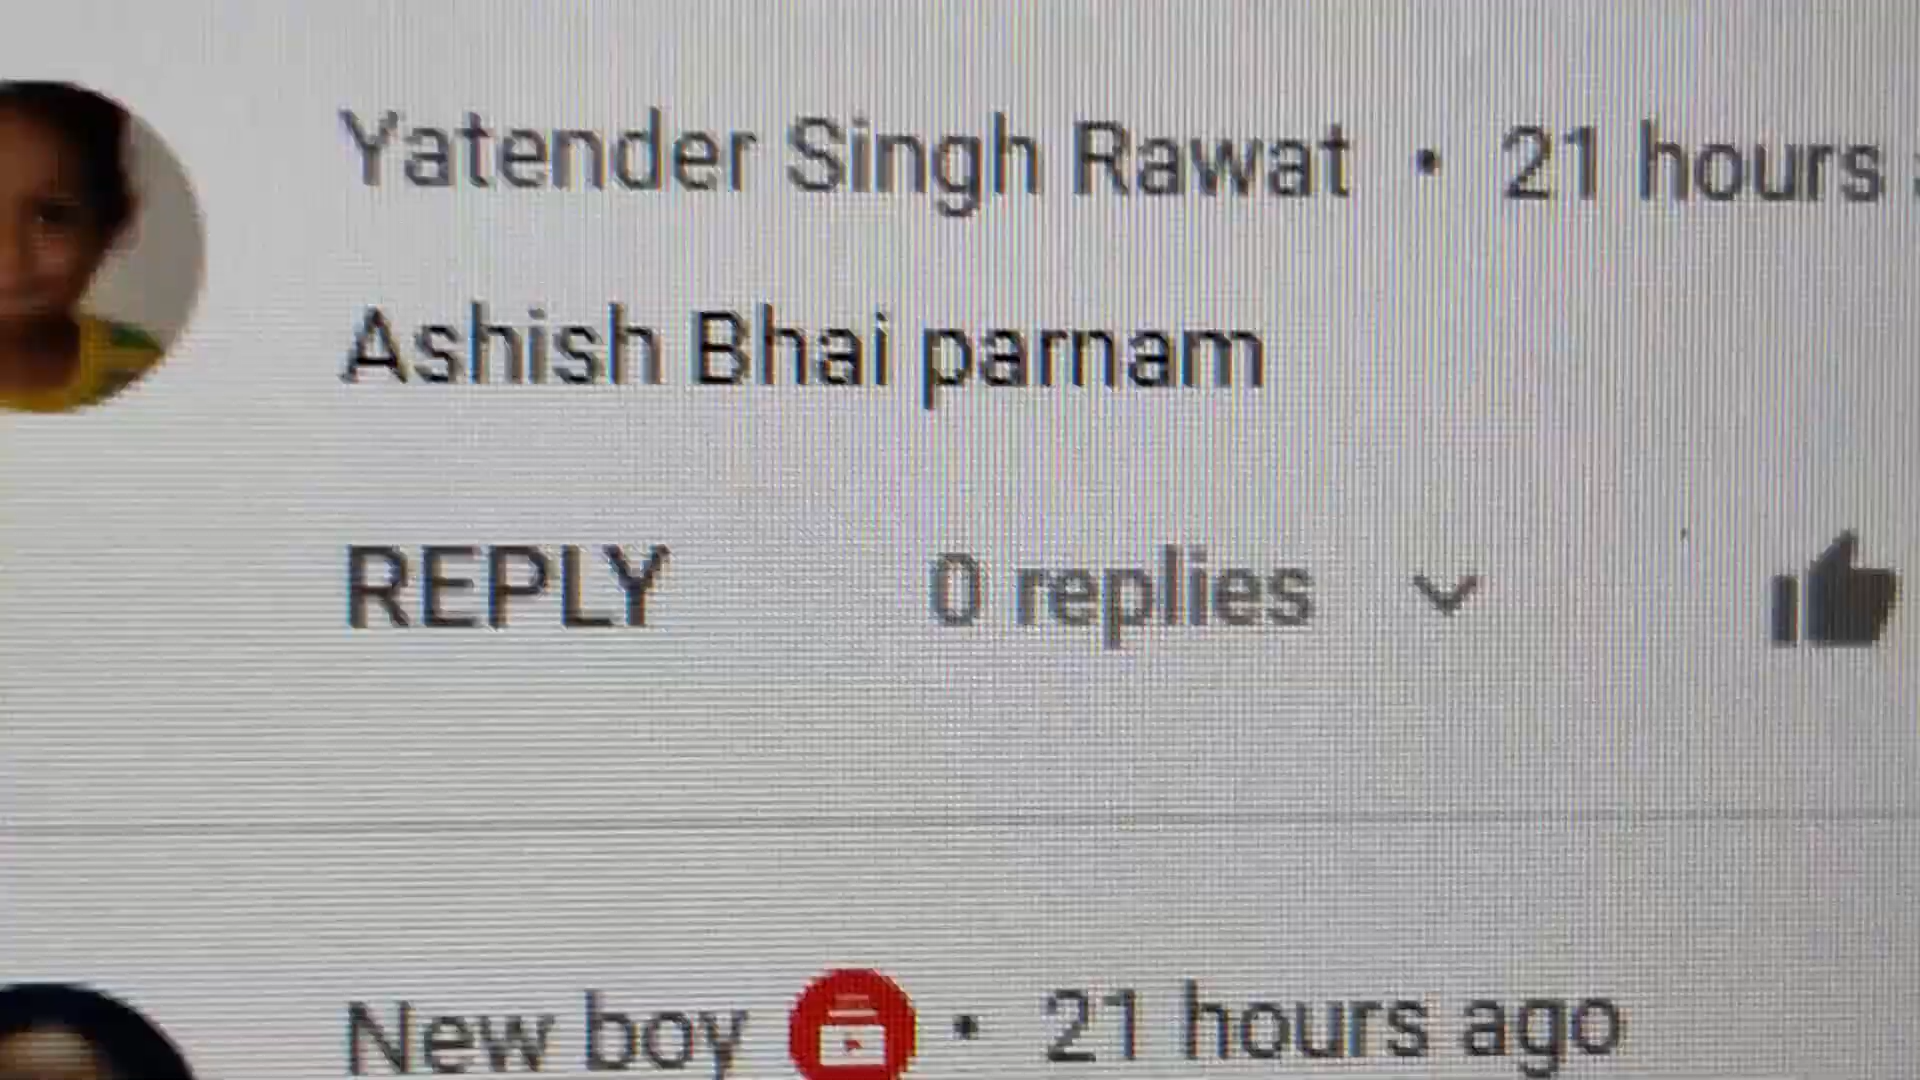 Yatender Singh Rawat • 21 hours
Ashish Bhai parnam
REPLY 0 replies
New boy • 21 hours ago